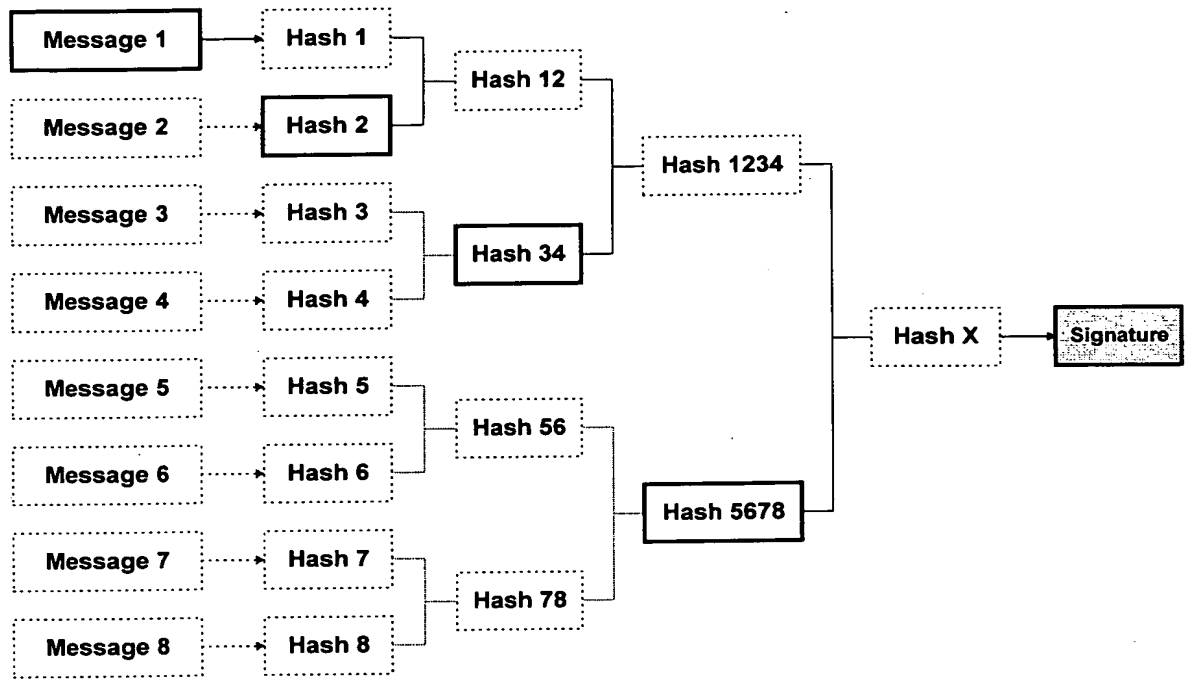 Message 1
Hash 1
Hash 12
Message 2
Hash 2
Hash 1234
Message 3
Hash 3
Hash 34
Message 4
Hash 4
Hash X
Signature
Message 5
Hash 5
Hash 56
Message 6
Hash 6
Hash 5678
Message 7
Hash 7
Hash 78
Message 8
Hash 8